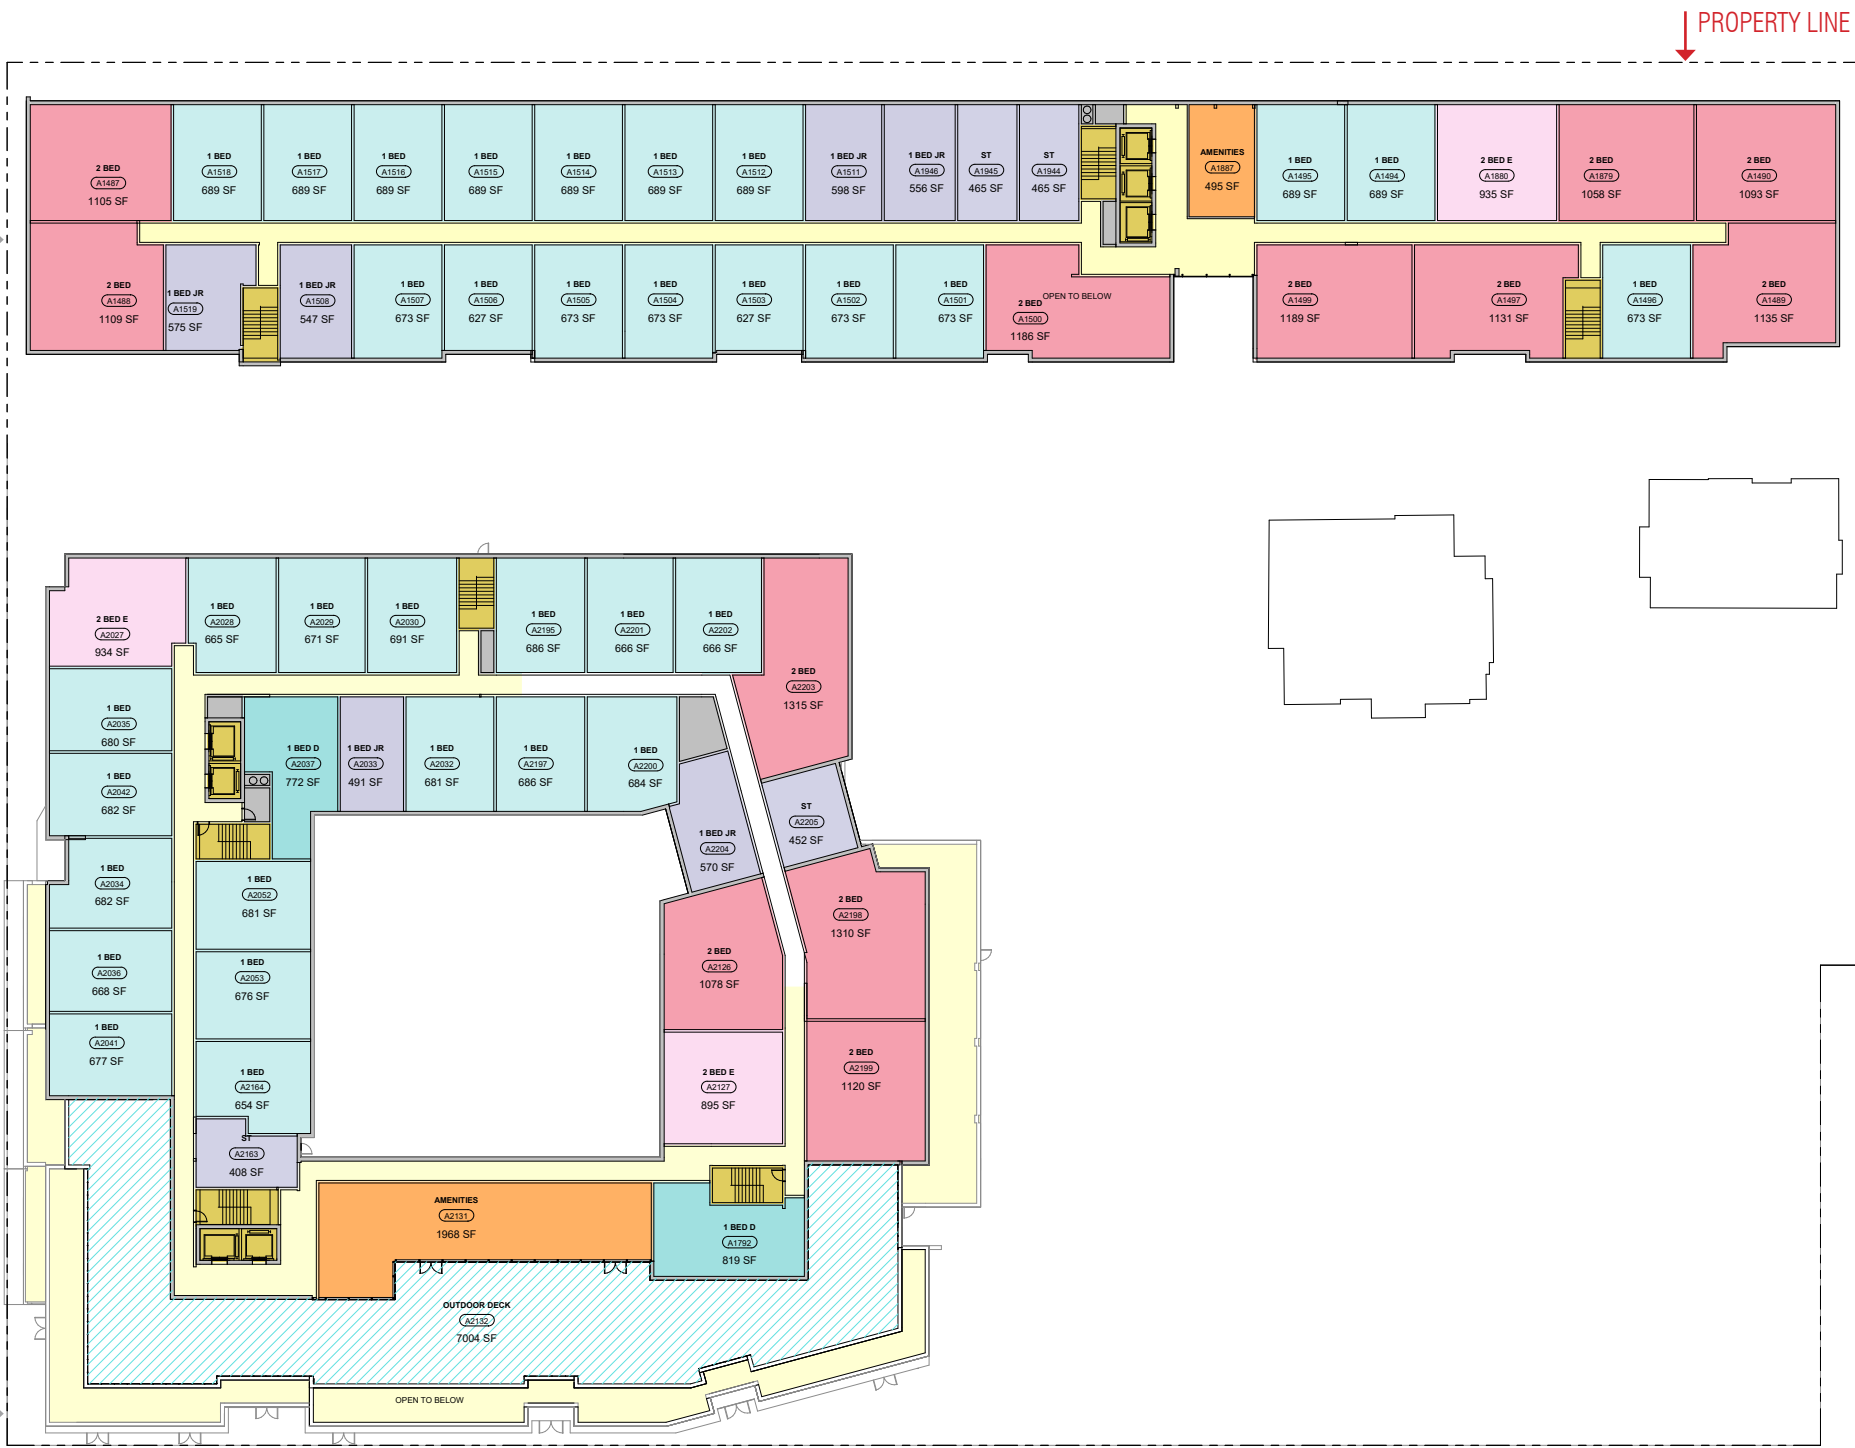 PROPERTY LINE
2 BED
A1487
1105 SF
1 BED
A1518
689 SF
1 BED
A1517
689 SF
1 BED
A1516
689 SF
1 BED
A1515
689 SF
1 BED
A1514
689 SF
1 BED
A1513
689 SF
1 BED
A1512
689 SF
1 BED JR
A1511
598 SF
1 BED JR
A1946
556 SF
ST
A1945
465 SF
ST
A1944
465 SF
AMENITIES
A1887
495 SF
1 BED
A1495
689 SF
1 BED
A1494
689 SF
2 BED E
A1880
935 SF
2 BED
A1879
1058 SF
2 BED
A1490
1093 SF
2 BED
A1488
1109 SF
1 BED JR
A1519
575 SF
1 BED JR
A1508
547 SF
1 BED
A1507
673 SF
1 BED
A1506
627 SF
1 BED
A1505
673 SF
1 BED
A1504
673 SF
1 BED
A1503
627 SF
1 BED
A1502
673 SF
1 BED
A1501
673 SF
OPEN TO BELOW
2 BED
A1500
1186 SF
2 BED
A1499
1189 SF
2 BED
A1497
1131 SF
1 BED
A1496
673 SF
2 BED
A1489
1135 SF
2 BED E
A2027
934 SF
1 BED
A2028
665 SF
1 BED
A2029
671 SF
1 BED
A2030
691 SF
1 BED
A2195
686 SF
1 BED
A2201
666 SF
1 BED
A2202
666 SF
2 BED
A2203
1315 SF
1 BED
A2035
680 SF
1 BED D
A2037
772 SF
1 BED JR
A2033
491 SF
1 BED
A2032
681 SF
1 BED
A2197
686 SF
1 BED
A2200
684 SF
1 BED
A2042
682 SF
1 BED JR
A2204
570 SF
ST
A2205
452 SF
1 BED
A2034
682 SF
1 BED
A2052
681 SF
2 BED
A2198
1310 SF
1 BED
A2036
668 SF
1 BED
A2053
676 SF
2 BED
A2126
1078 SF
1 BED
A2041
677 SF
1 BED
A2164
654 SF
2 BED E
A2127
895 SF
2 BED
A2199
1120 SF
ST
A2163
408 SF
AMENITIES
A2131
1968 SF
1 BED D
A1792
819 SF
OUTDOOR DECK
A2132
7004 SF
OPEN TO BELOW